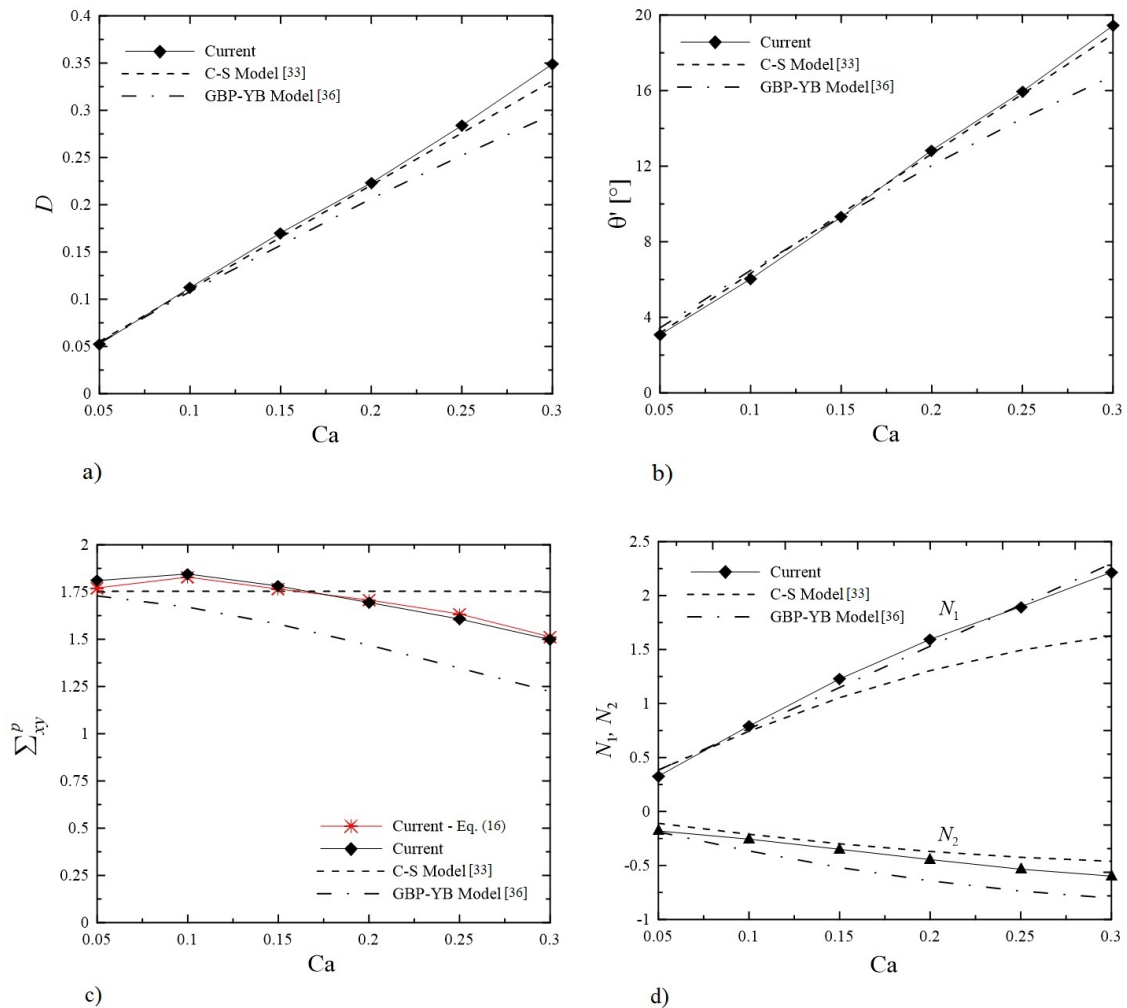 0.4
0.35
0.3
0.25
0.2
0.15
0.1
0.05
0
D
Current
C-S Model [33]
GBP-YB Model [36]
0.05 0.1 0.15 0.2 0.25 0.3
Ca
a)
20
16
12
8
4
0
θ' [°]
Current
C-S Model [33]
GBP-YB Model[36]
0.05 0.1 0.15 0.2 0.25 0.3
Ca
b)
2
1.75
1.5
1.25
1
0.75
0.5
0.25
0
Σᵖxy
Current - Eq. (16)
Current
C-S Model [33]
GBP-YB Model [36]
0.05 0.1 0.15 0.2 0.25 0.3
Ca
c)
2.5
2
1.5
1
0.5
0
-0.5
-1
N₁, N₂
Current
C-S Model [33]
GBP-YB Model[36]
N₁
N₂
0.05 0.1 0.15 0.2 0.25 0.3
Ca
d)